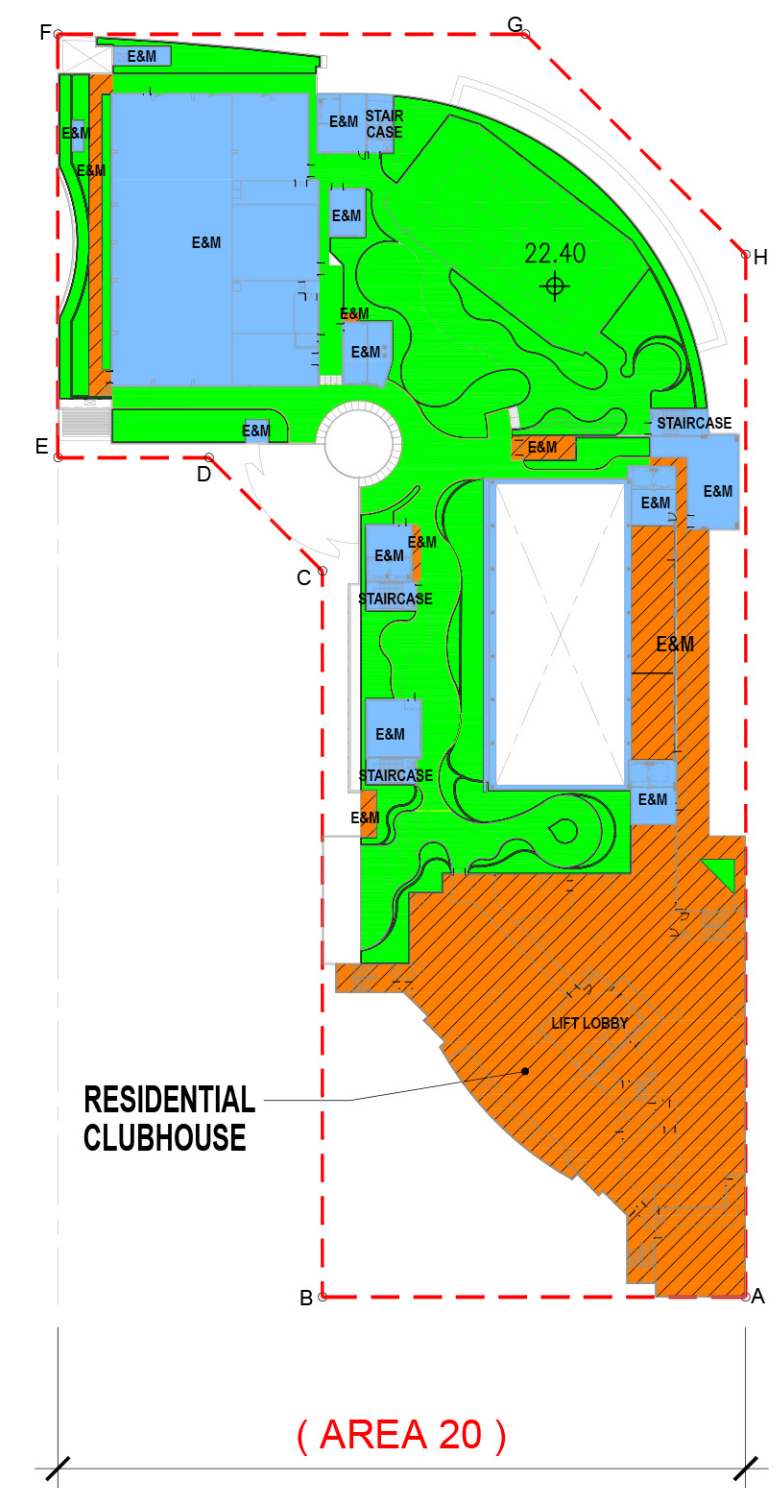 F
G
E&M
E&M
STAIR
CASE
E&M
E&M
E&M
E&M
22.40
H
E&M
E&M
STAIRCASE
E&M
E&M
E
D
E&M
E&M
E&M
E&M
C
STAIRCASE
E&M
E&M
STAIRCASE
E&M
E&M
LIFT LOBBY
RESIDENTIAL
CLUBHOUSE
B
A
( AREA 20 )